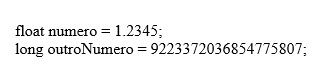 float numero = 1.2345;
long outroNumero = 9223372036854775807;